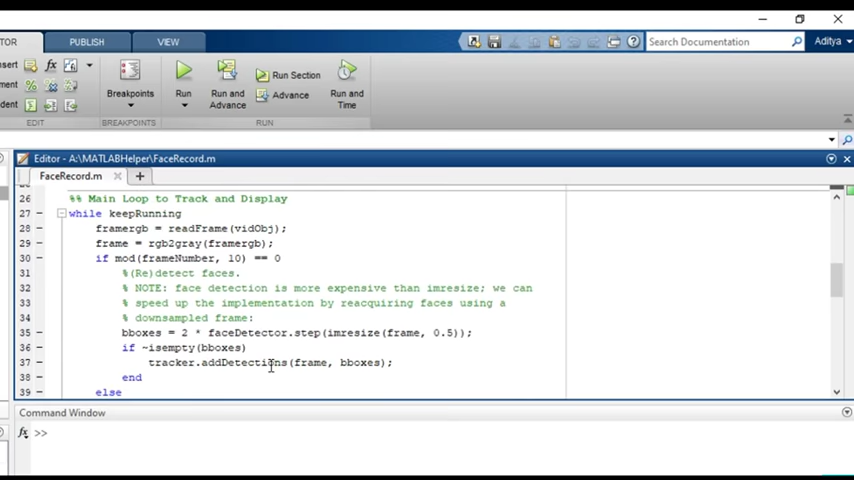 TOR PUBLISH VIEW
Search Documentation
Aditya
nsert fx
ment
dent
Breakpoints
Run
Run and
Advance
Run Section
Advance
Run and
Time
EDIT BREAKPOINTS RUN
Editor - A:\MATLABHelper\FaceRecord.m
FaceRecord.m
26 %% Main Loop to Track and Display
27 while keepRunning
28 framergb = readFrame(vidObj);
29 frame = rgb2gray(framergb);
30 if mod(frameNumber, 10) == 0
31 %(Re)detect faces.
32 % NOTE: face detection is more expensive than imresize; we can
33 % speed up the implementation by reacquiring faces using a
34 % downsampled frame:
35 bboxes = 2 * faceDetector.step(imresize(frame, 0.5));
36 if ~isempty(bboxes)
37 tracker.addDetections(frame, bboxes);
38 end
39 else
Command Window
fx >>